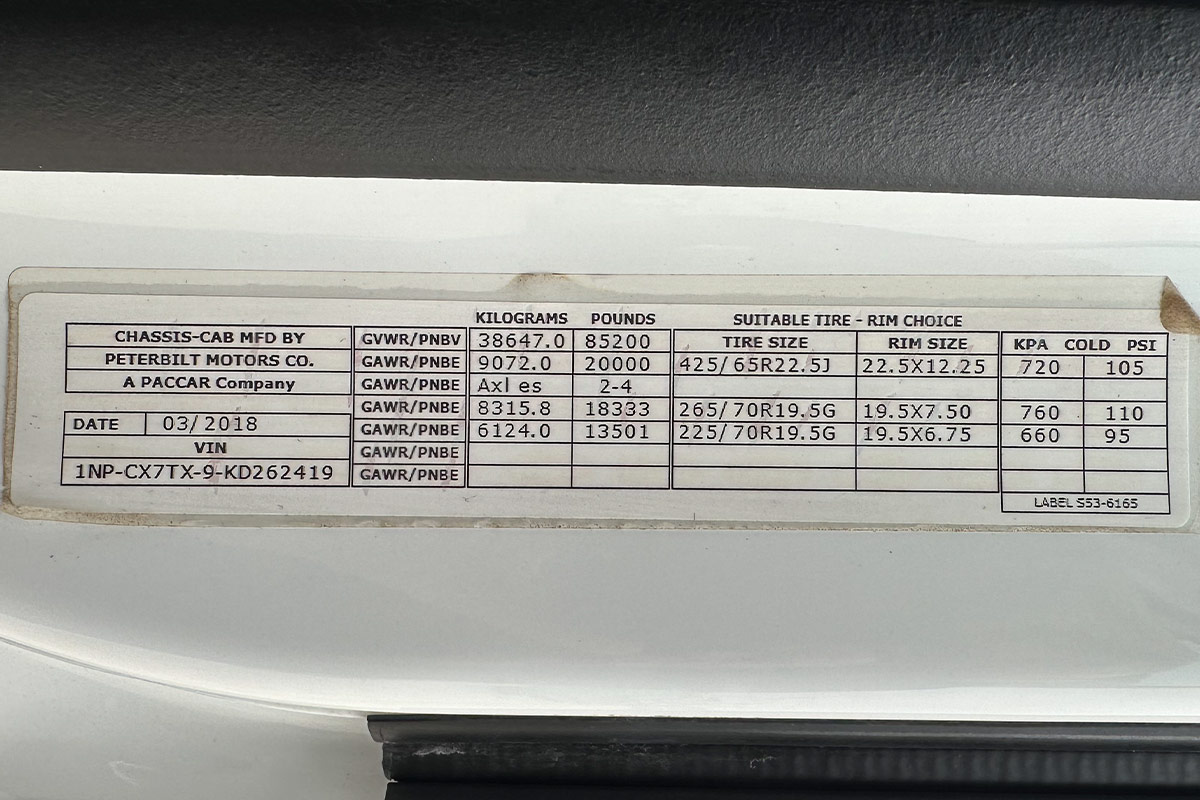 KILOGRAMS POUNDS SUITABLE TIRE - RIM CHOICE
CHASSIS-CAB MFD BY GVWR/PNBV 38647.0 85200 TIRE SIZE RIM SIZE KPA COLD PSI
PETERBILT MOTORS CO. GAWR/PNBE 9072.0 20000 425/65R22.5J 22.5X12.25 720 105
A PACCAR Company GAWR/PNBE Axles 2-4
GAWR/PNBE 8315.8 18333 265/70R19.5G 19.5X7.50 760 110
DATE 03/2018 GAWR/PNBE 6124.0 13501 225/70R19.5G 19.5X6.75 660 95
VIN GAWR/PNBE
1NP-CX7TX-9-KD262419 GAWR/PNBE
LABEL S53-6165